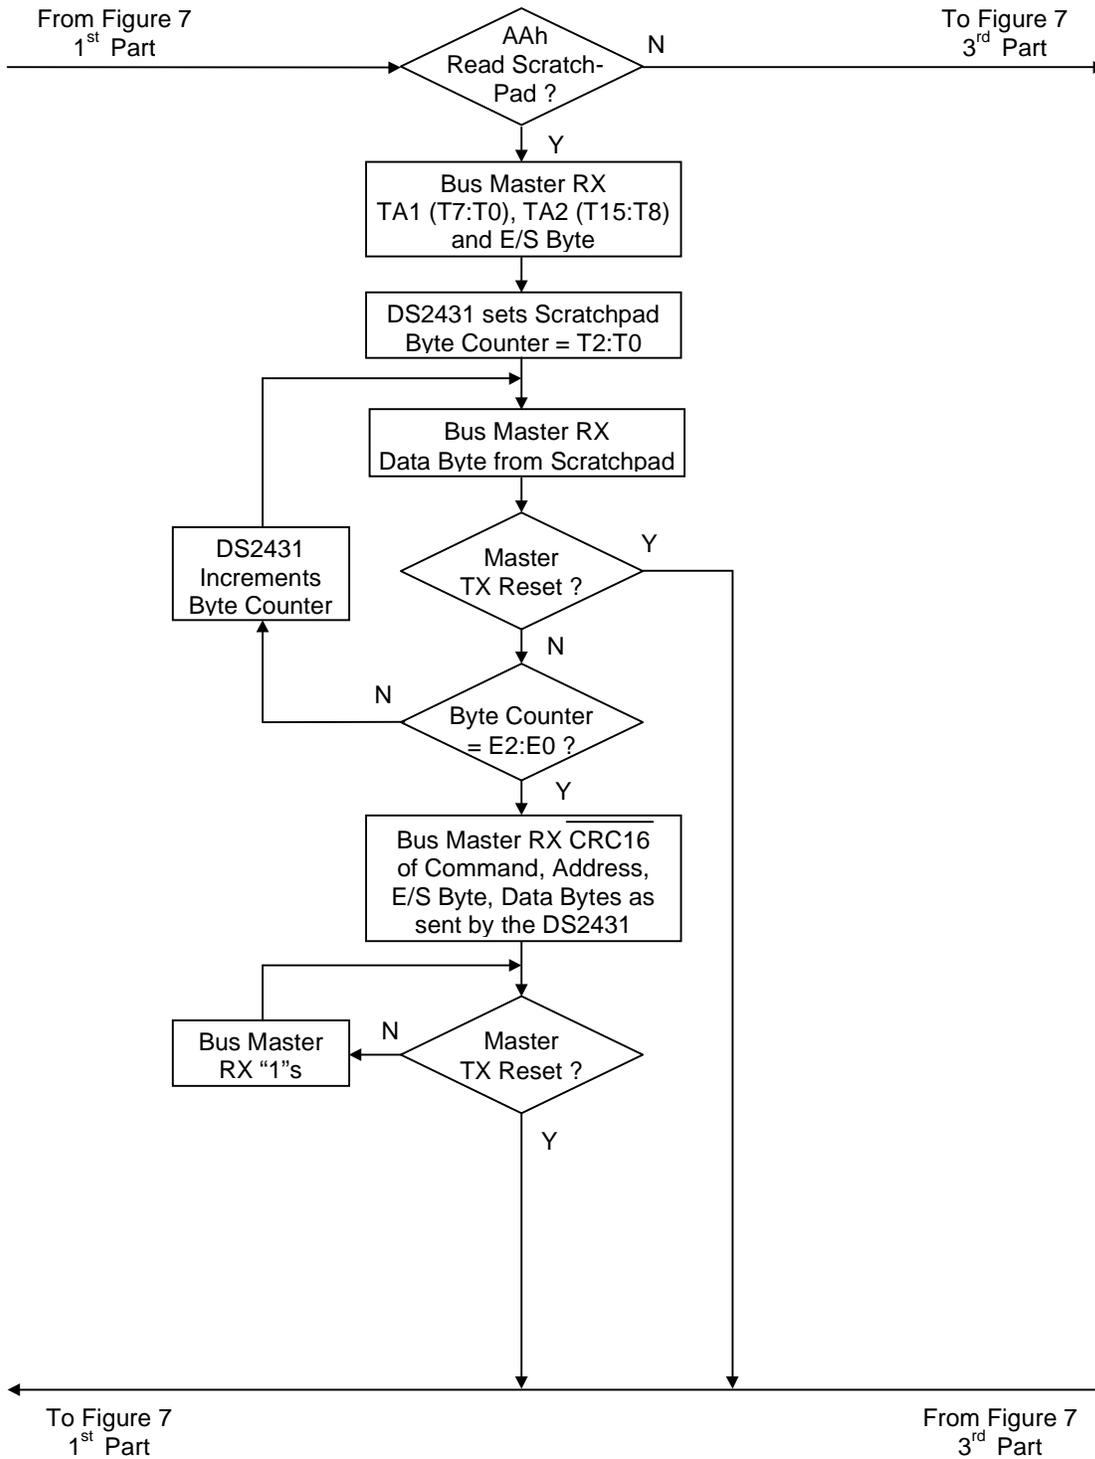 From Figure 7
1st Part
AAh
Read Scratch-
Pad ?
N
To Figure 7
3rd Part
Y
Bus Master RX
TA1 (T7:T0), TA2 (T15:T8)
and E/S Byte
DS2431 sets Scratchpad
Byte Counter = T2:T0
Bus Master RX
Data Byte from Scratchpad
DS2431
Increments
Byte Counter
Master
TX Reset ?
Y
N
N
Byte Counter
= E2:E0 ?
Y
Bus Master RX CRC16
of Command, Address,
E/S Byte, Data Bytes as
sent by the DS2431
Bus Master
RX “1”s
N
Master
TX Reset ?
Y
To Figure 7
1st Part
From Figure 7
3rd Part